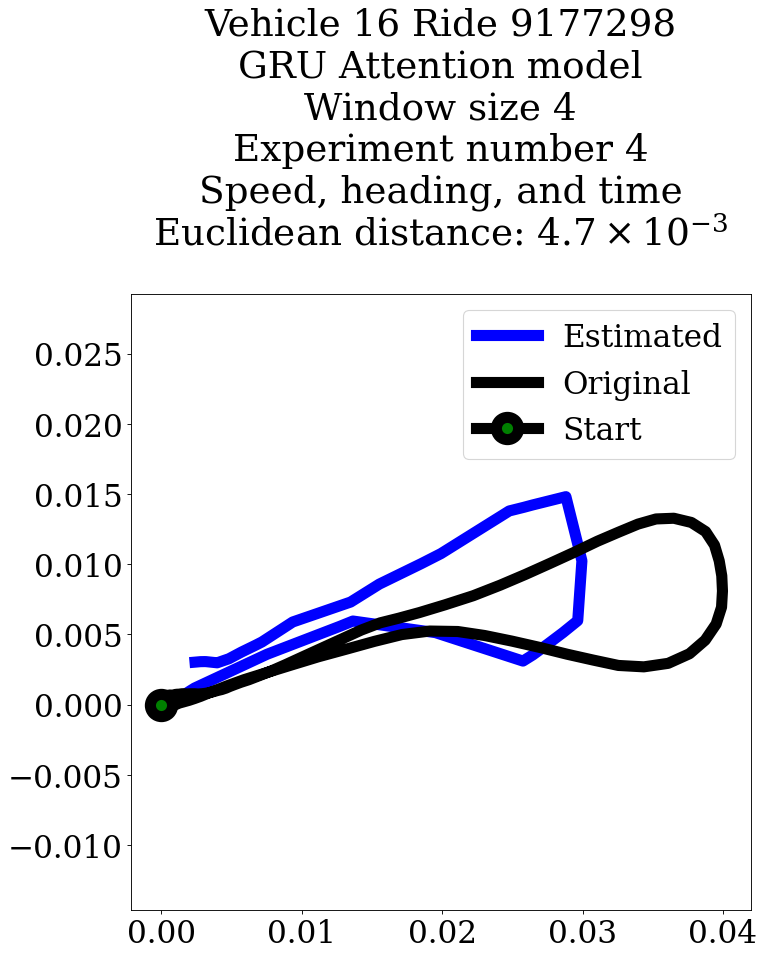 Vehicle 16 Ride 9177298
GRU Attention model
Window size 4
Experiment number 4
Speed, heading, and time
Euclidean distance: 4.7 × 10⁻³
Estimated
Original
Start
0.025
0.020
0.015
0.010
0.005
0.000
−0.005
−0.010
0.00 0.01 0.02 0.03 0.04